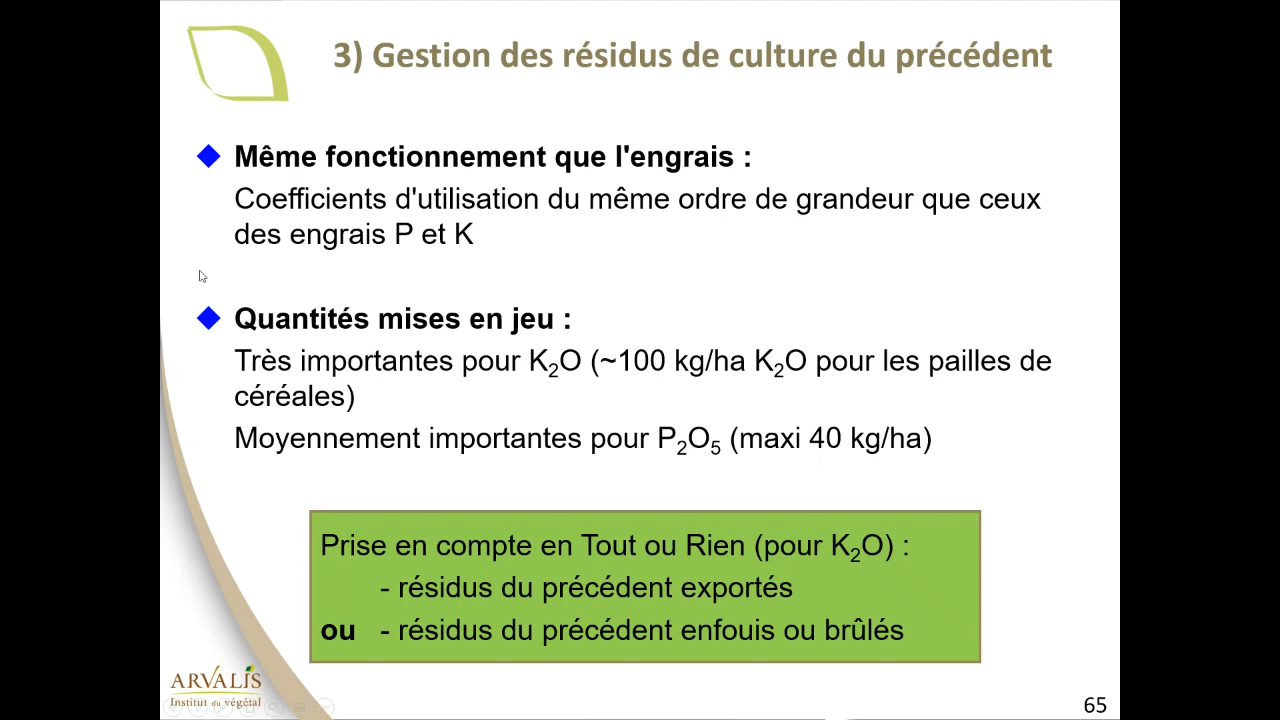 3) Gestion des résidus de culture du précédent
Même fonctionnement que l'engrais :
Coefficients d'utilisation du même ordre de grandeur que ceux
des engrais P et K
Quantités mises en jeu :
Très importantes pour K₂O (~100 kg/ha K₂O pour les pailles de
céréales)
Moyennement importantes pour P₂O₅ (maxi 40 kg/ha)
Prise en compte en Tout ou Rien (pour K₂O) :
- résidus du précédent exportés
ou - résidus du précédent enfouis ou brûlés
ARVALIS
Institut du végétal
65